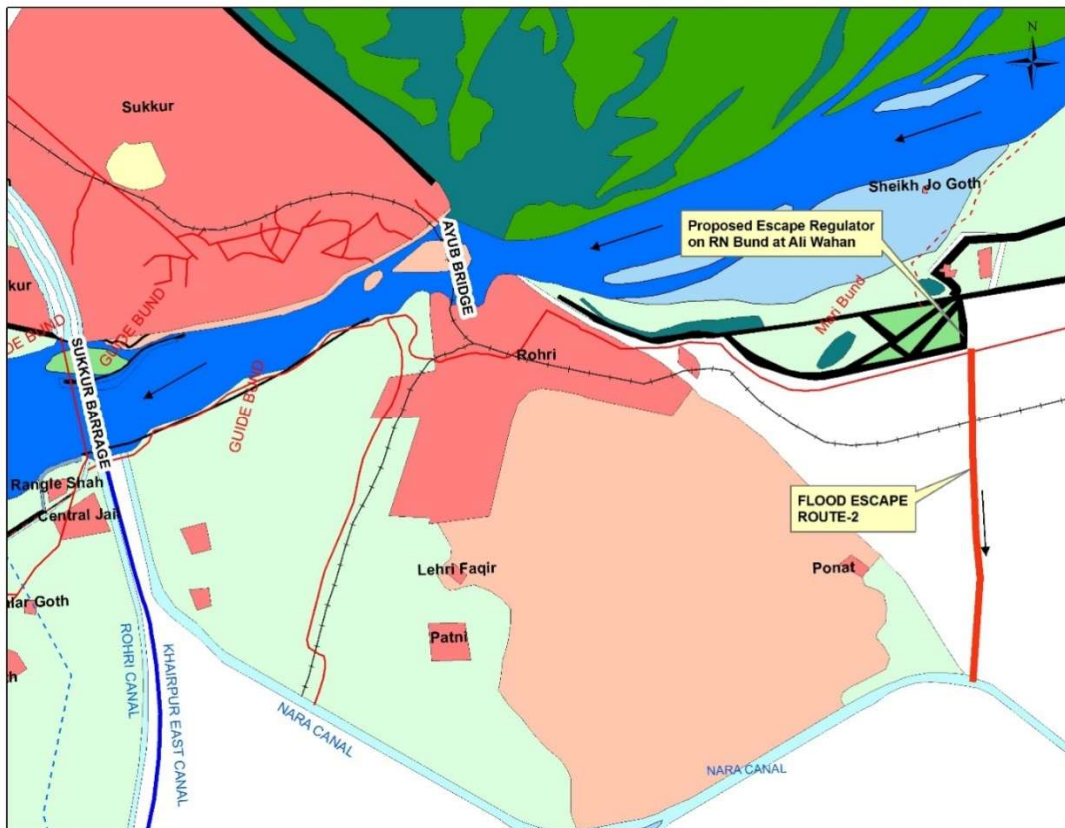 N
Sukkur
Sheikh Jo Goth
Proposed Escape Regulator
on RN Bund at Ali Wahan
AYUB BRIDGE
Mari Bund
kur
GUIDE BUND
DE BUND
SUKKUR BARRAGE
Rohri
GUIDE BUND
Rangle Shah
Central Jail
FLOOD ESCAPE
ROUTE-2
Lehri Faqir
Ponat
Goth
Patni
ROHRI CANAL
KHAIRPUR EAST CANAL
NARA CANAL
NARA CANAL